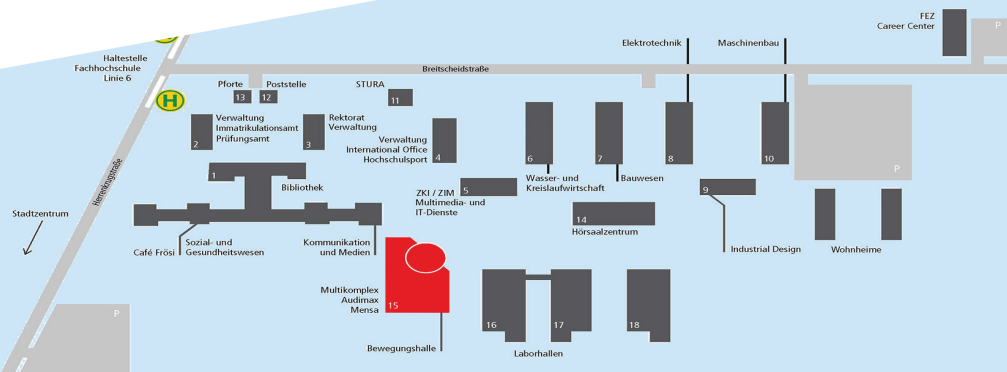 FEZ
Career Center
P
Elektrotechnik
Maschinenbau
Haltestelle
Fachhochschule
Linie 6
H
Breitscheidstraße
Pforte
Poststelle
STURA
13
12
11
Verwaltung
Immatrikulationsamt
Prüfungsamt
2
Rektorat
Verwaltung
3
Verwaltung
International Office
Hochschulsport
4
6
7
8
10
P
Herrenkrugstraße
1
Bibliothek
ZKI / ZIM
Multimedia- und
IT-Dienste
5
Wasser- und
Kreislaufwirtschaft
Bauwesen
9
Stadtzentrum
14
Hörsaalzentrum
Café Frösi
Sozial- und
Gesundheitswesen
Kommunikation
und Medien
Industrial Design
Wohnheime
Multikomplex
Audimax
Mensa
15
P
16
17
18
Bewegungshalle
Laborhallen